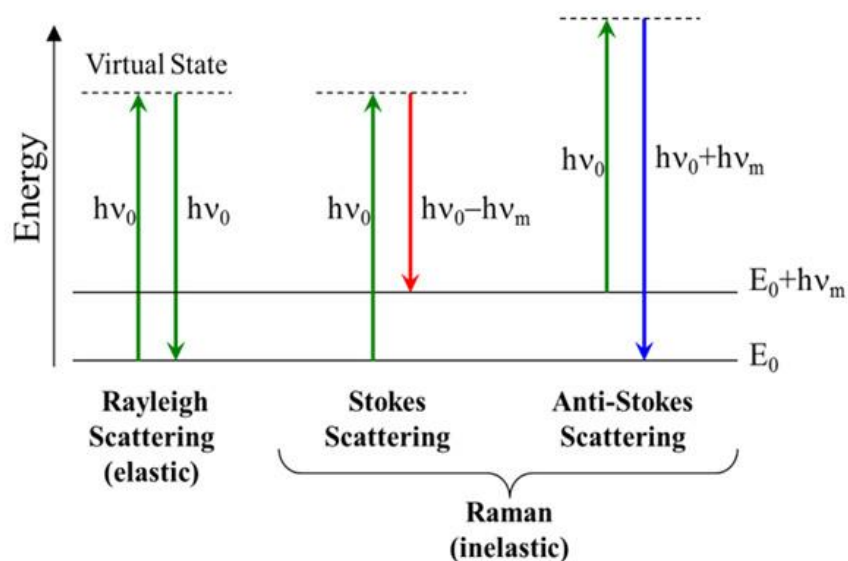 Energy
Virtual State
hν₀
hν₀
hν₀
hν₀–hνₘ
hν₀
hν₀+hνₘ
E₀+hνₘ
E₀
Rayleigh
Scattering
(elastic)
Stokes
Scattering
Anti-Stokes
Scattering
Raman
(inelastic)